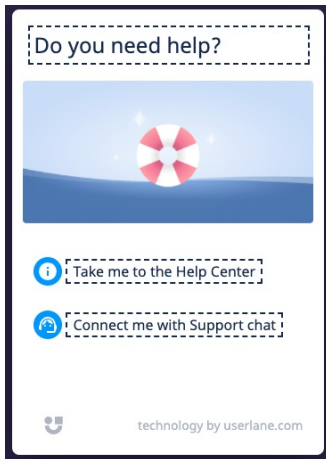 Do you need help?
Take me to the Help Center
Connect me with Support chat
technology by userlane.com